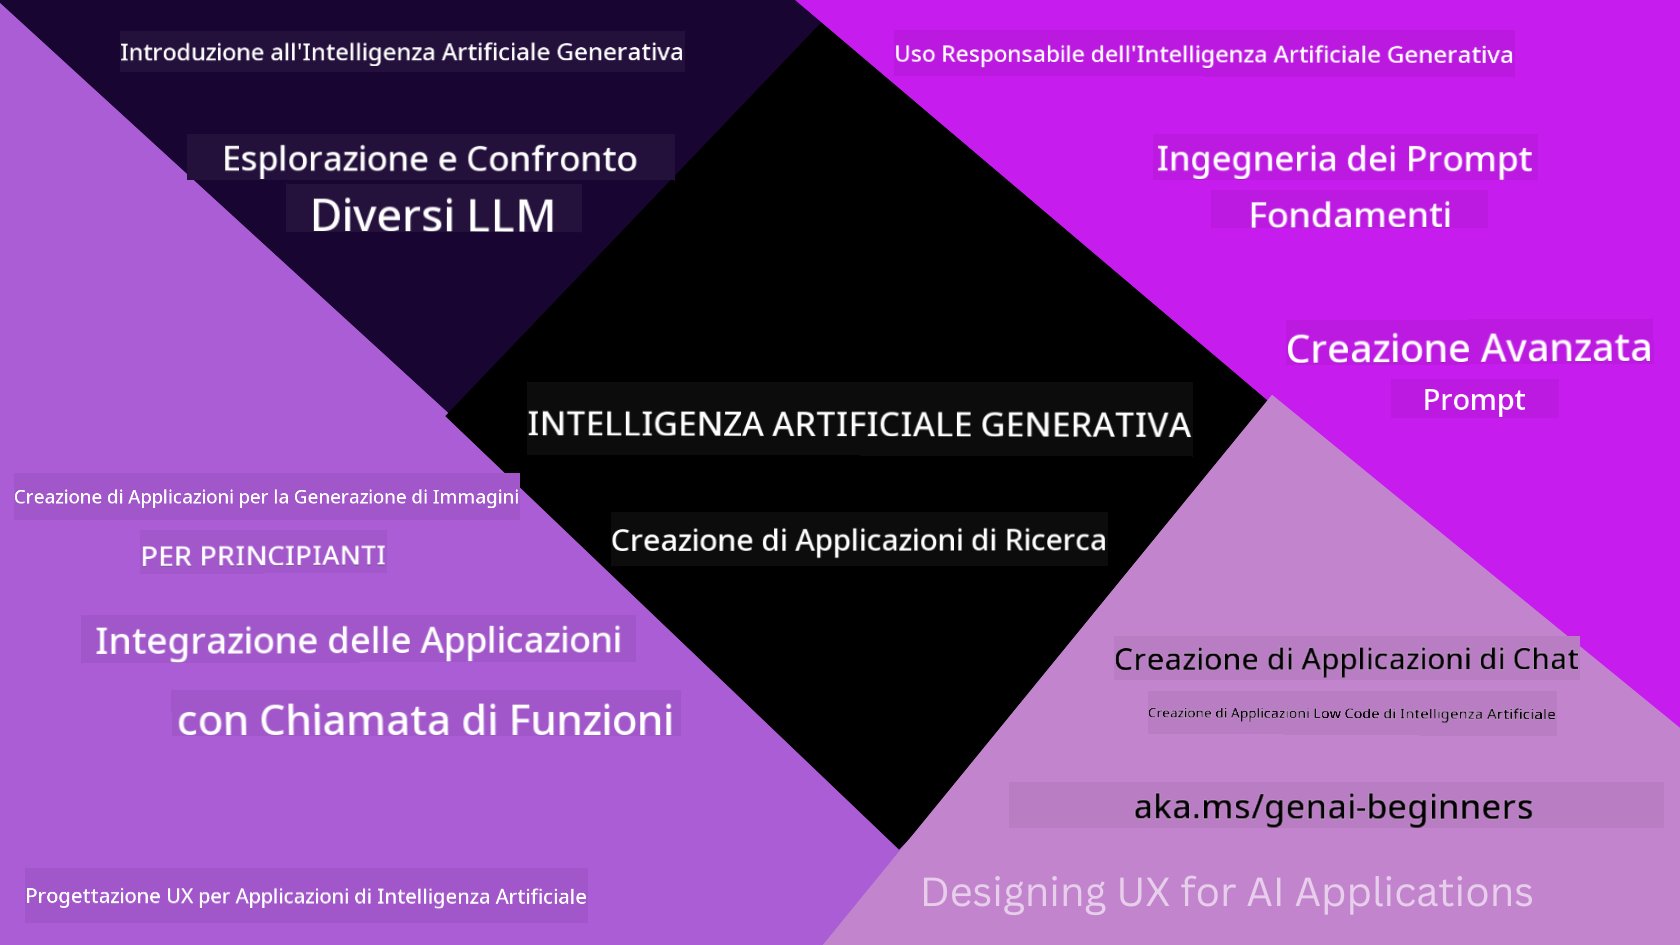 Introduzione all'Intelligenza Artificiale Generativa
Esplorazione e Confronto
Diversi LLM
Uso Responsabile dell'Intelligenza Artificiale Generativa
Ingegneria dei Prompt
Fondamenti
Creazione Avanzata
Prompt
INTELLIGENZA ARTIFICIALE GENERATIVA
Creazione di Applicazioni di Ricerca
Creazione di Applicazioni per la Generazione di Immagini
PER PRINCIPIANTI
Integrazione delle Applicazioni
con Chiamata di Funzioni
Progettazione UX per Applicazioni di Intelligenza Artificiale
Creazione di Applicazioni di Chat
Creazione di Applicazioni Low Code di Intelligenza Artificiale
aka.ms/genai-beginners
Designing UX for AI Applications